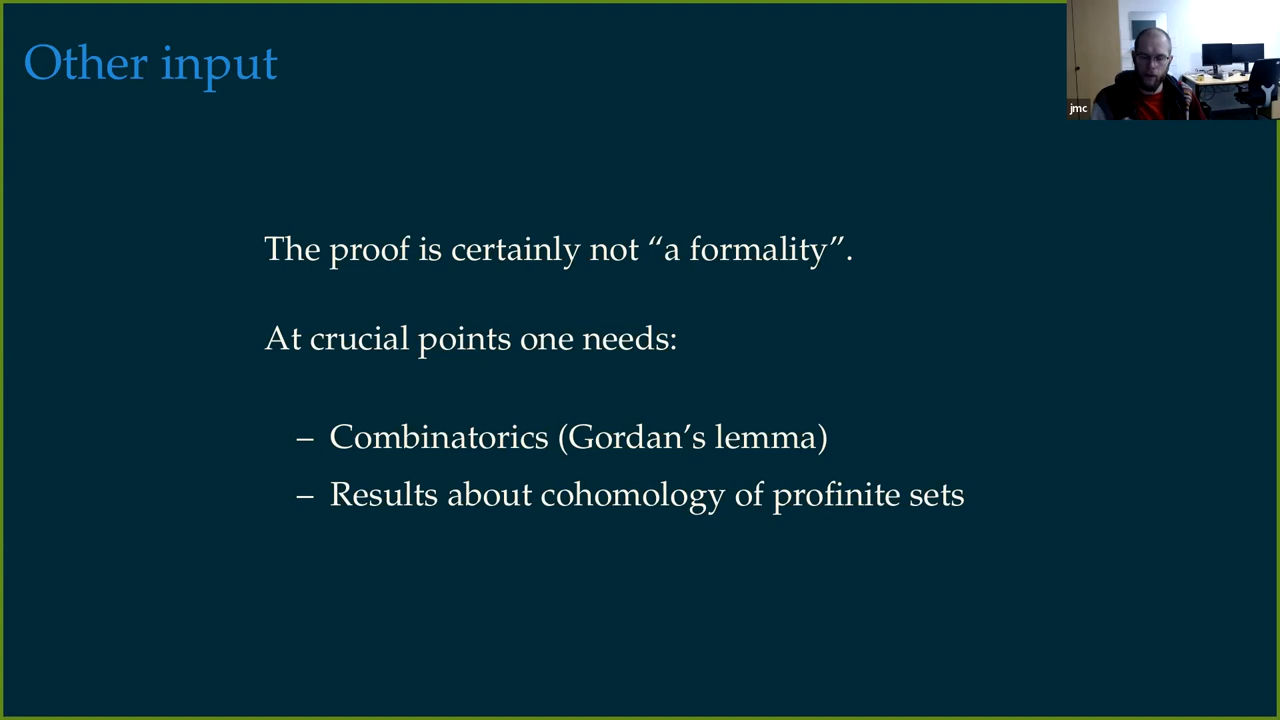 Other input
jmc
The proof is certainly not “a formality”.
At crucial points one needs:
– Combinatorics (Gordan’s lemma)
– Results about cohomology of profinite sets